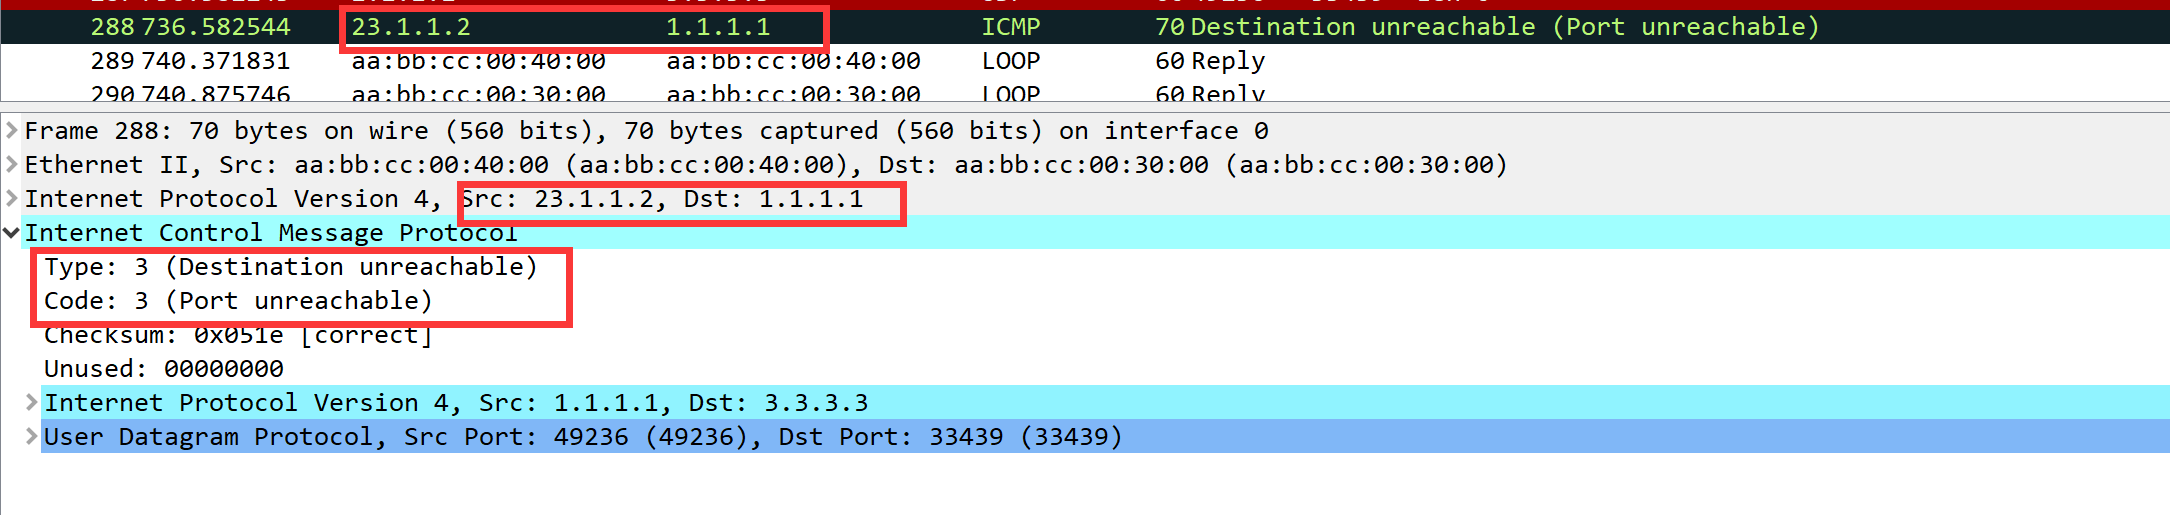 288 736.582544 23.1.1.2 1.1.1.1 ICMP 70 Destination unreachable (Port unreachable)
289 740.371831 aa:bb:cc:00:40:00 aa:bb:cc:00:40:00 LOOP 60 Reply
290 740.875746 aa:bb:cc:00:30:00 aa:bb:cc:00:30:00 LOOP 60 Reply
Frame 288: 70 bytes on wire (560 bits), 70 bytes captured (560 bits) on interface 0
Ethernet II, Src: aa:bb:cc:00:40:00 (aa:bb:cc:00:40:00), Dst: aa:bb:cc:00:30:00 (aa:bb:cc:00:30:00)
Internet Protocol Version 4, Src: 23.1.1.2, Dst: 1.1.1.1
Internet Control Message Protocol
Type: 3 (Destination unreachable)
Code: 3 (Port unreachable)
Checksum: 0x051e [correct]
Unused: 00000000
Internet Protocol Version 4, Src: 1.1.1.1, Dst: 3.3.3.3
User Datagram Protocol, Src Port: 49236 (49236), Dst Port: 33439 (33439)